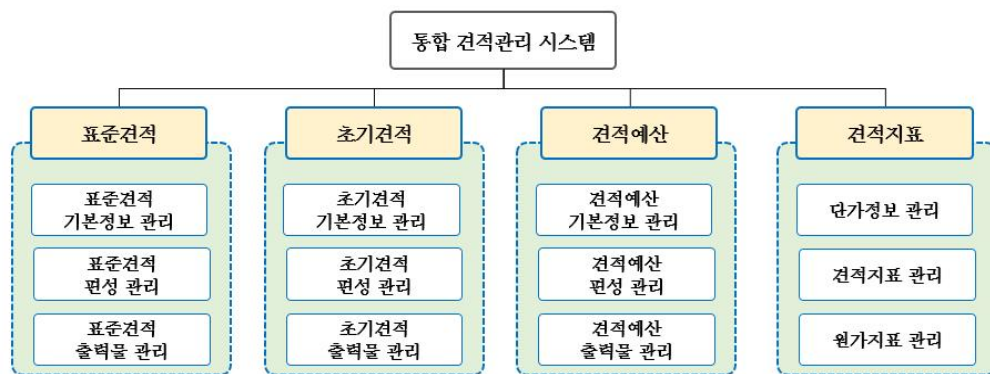 통합 견적관리 시스템
표준견적
초기견적
견적예산
견적지표
표준견적
기본정보 관리
표준견적
편성 관리
표준견적
출력물 관리
초기견적
기본정보 관리
초기견적
편성 관리
초기견적
출력물 관리
견적예산
기본정보 관리
견적예산
편성 관리
견적예산
출력물 관리
단가정보 관리
견적지표 관리
원가지표 관리